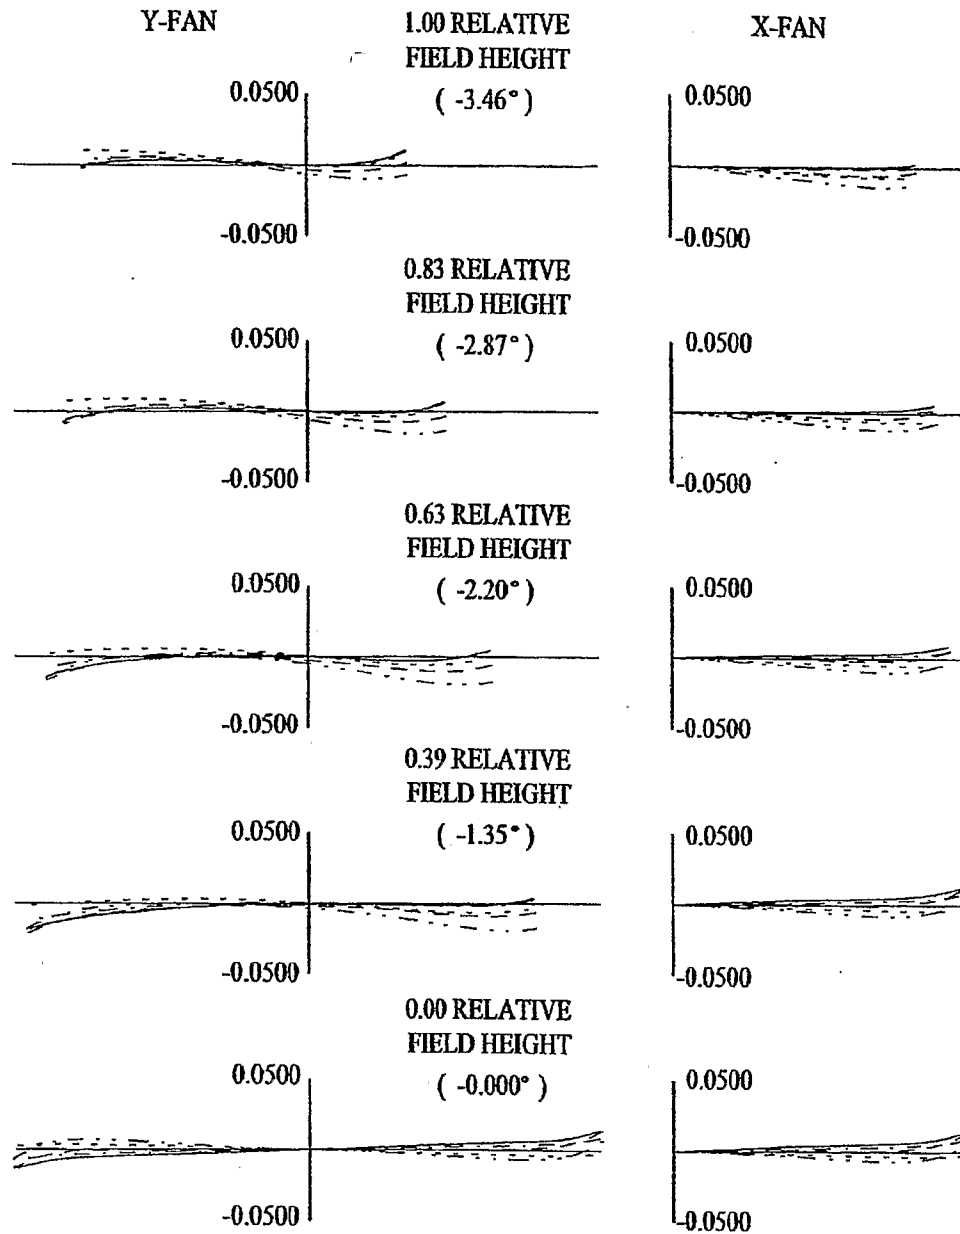 Y-FAN
1.00 RELATIVE
FIELD HEIGHT
( -3.46° )
X-FAN
0.0500
-0.0500
0.0500
-0.0500
0.83 RELATIVE
FIELD HEIGHT
( -2.87° )
0.0500
-0.0500
0.0500
-0.0500
0.63 RELATIVE
FIELD HEIGHT
( -2.20° )
0.0500
-0.0500
0.0500
-0.0500
0.39 RELATIVE
FIELD HEIGHT
( -1.35° )
0.0500
-0.0500
0.0500
-0.0500
0.00 RELATIVE
FIELD HEIGHT
( -0.000° )
0.0500
-0.0500
0.0500
-0.0500